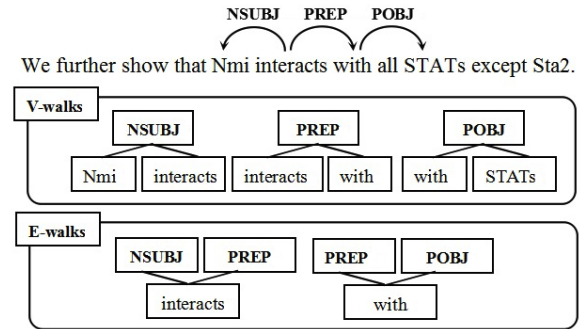 NSUBJ PREP POBJ
We further show that Nmi interacts with all STATs except Sta2.
V-walks
NSUBJ PREP POBJ
Nmi interacts interacts with with STATs
E-walks
NSUBJ PREP PREP POBJ
interacts with